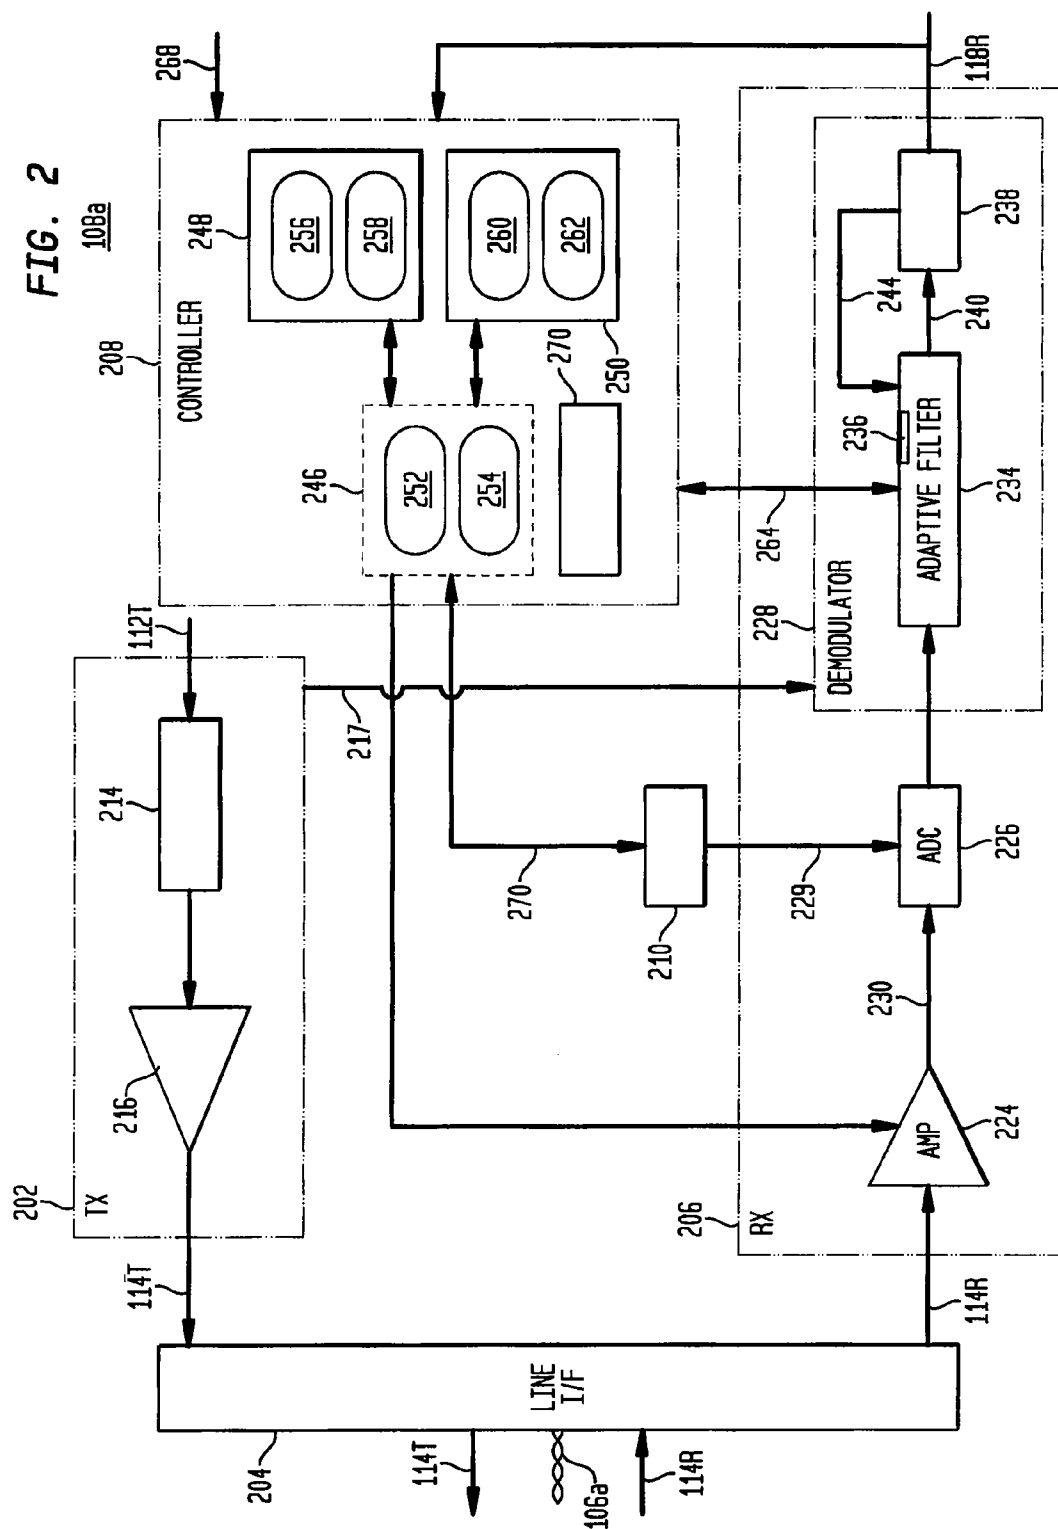 FIG. 2
108a
268
208
CONTROLLER
248
256
258
260
262
250
270
246
252
254
112T
202
TX
214
216
217
114T
204
LINE
I/F
114T
106a
114R
114R
206
RX
AMP
224
230
210
270
229
ADC
226
228
DEMODULATOR
264
236
ADAPTIVE FILTER
234
244
240
238
118R